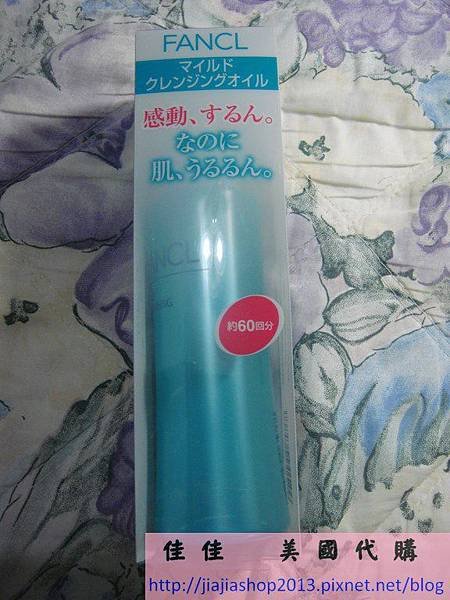 FANCL
マイルド
クレンジングオイル
感動、するん。
なのに
肌、うるるん。
約60回分
佳佳 美國代購
http://jiajiashop2013.pixnet.net/blog